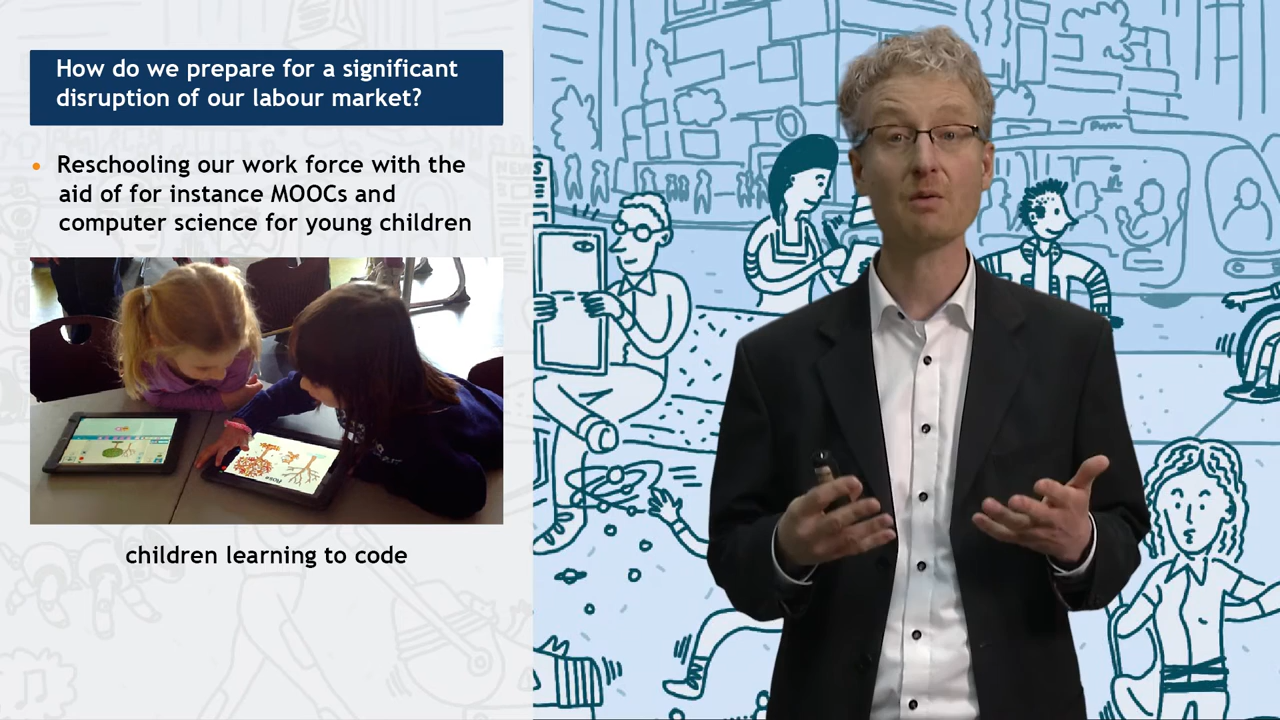 How do we prepare for a significant
disruption of our labour market?
• Reschooling our work force with the
aid of for instance MOOCs and
computer science for young children
children learning to code